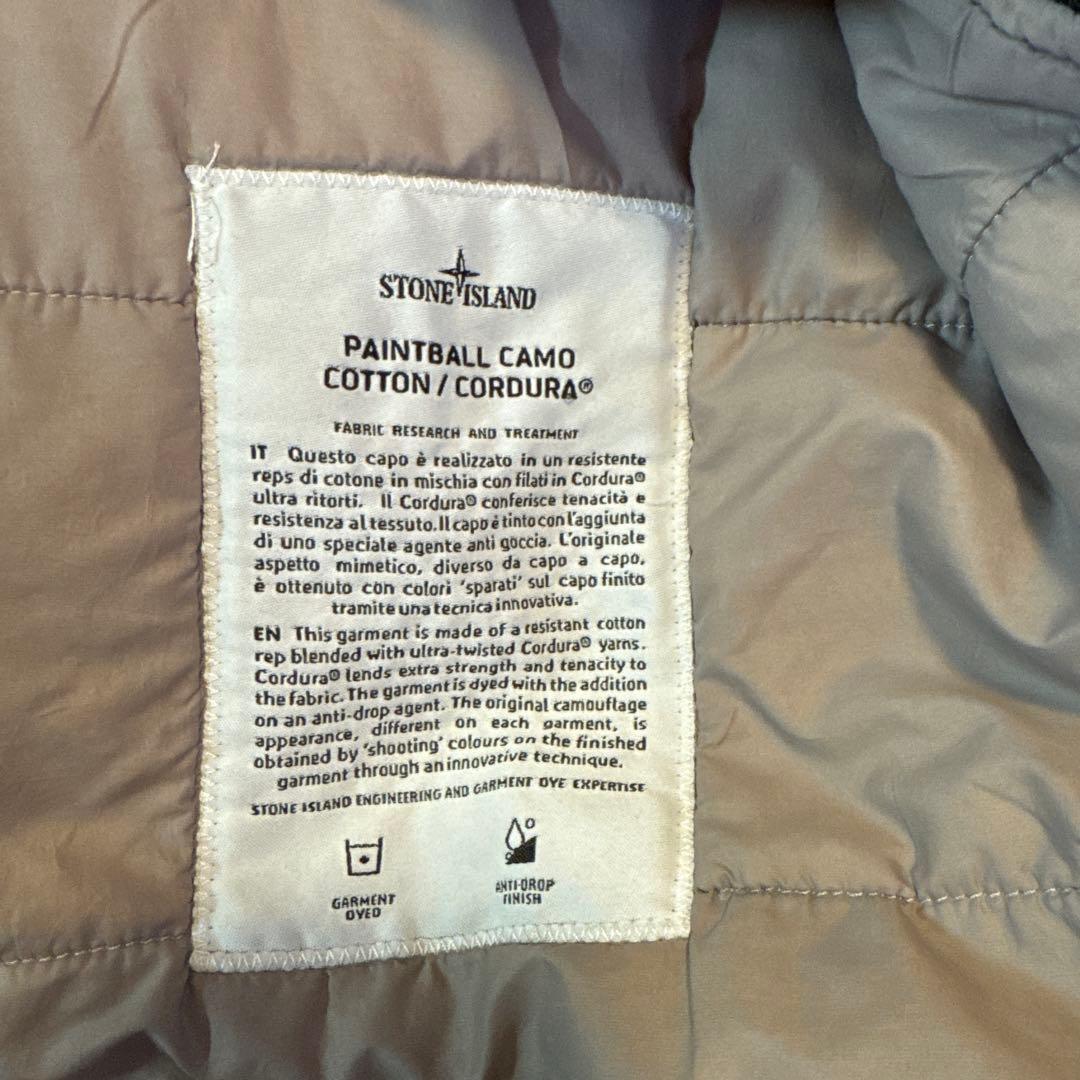 STONE ISLAND
PAINTBALL CAMO
COTTON / CORDURA®
FABRIC RESEARCH AND TREATMENT
IT Questo capo è realizzato in un resistente
reps di cotone in mischia con filati in Cordura®
ultra ritorti. Il Cordura® conferisce tenacità e
resistenza al tessuto. Il capo è tinto con l'aggiunta
di uno speciale agente anti goccia. L'originale
aspetto mimetico, diverso da capo a capo,
è ottenuto con colori 'sparati' sul capo finito
tramite una tecnica innovativa.
EN This garment is made of a resistant cotton
rep blended with ultra-twisted Cordura® yarns.
Cordura® lends extra strength and tenacity to
the fabric. The garment is dyed with the addition
on an anti-drop agent. The original camouflage
appearance, different on each garment, is
obtained by 'shooting' colours on the finished
garment through an innovative technique.
STONE ISLAND ENGINEERING AND GARMENT DYE EXPERTISE
GARMENT
DYED
ANTI-DROP
FINISH